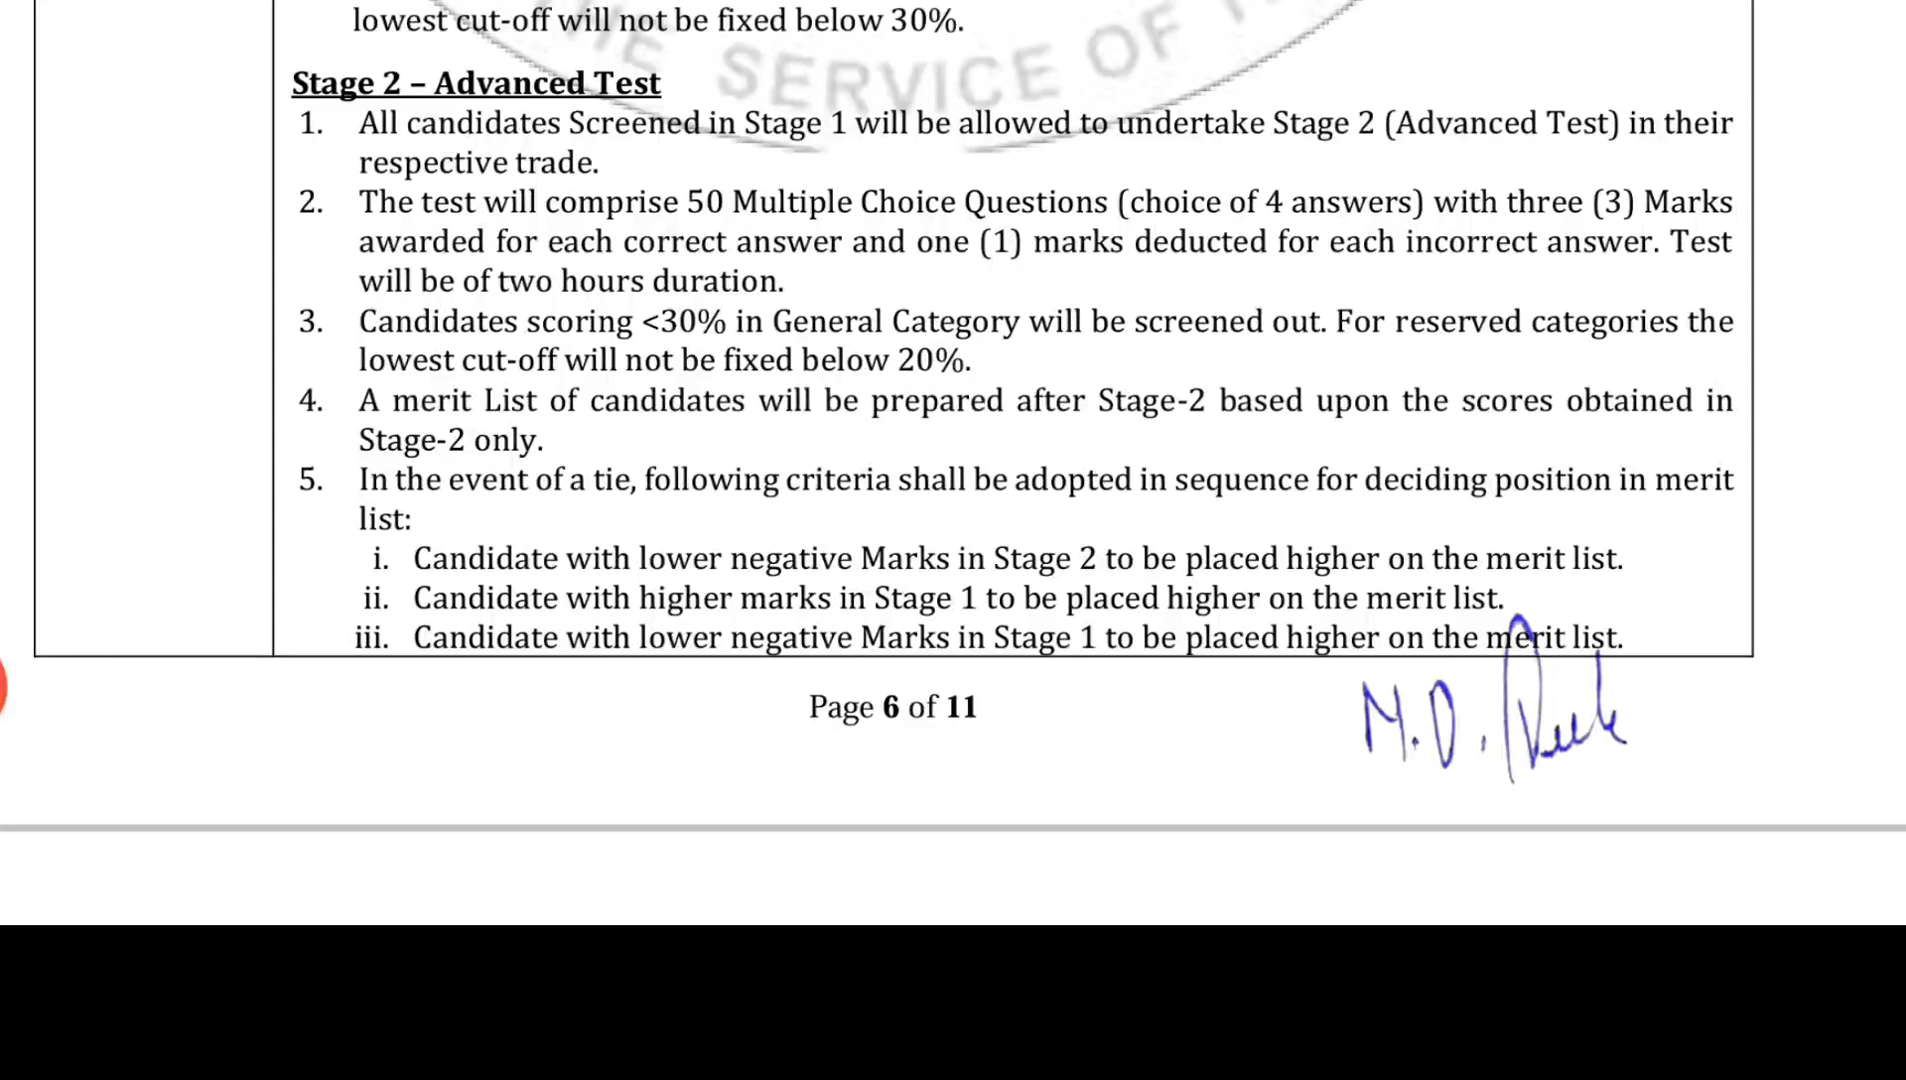 lowest cut-off will not be fixed below 30%.
THE SERVICE OF
Stage 2 – Advanced Test
1. All candidates Screened in Stage 1 will be allowed to undertake Stage 2 (Advanced Test) in their
respective trade.
2. The test will comprise 50 Multiple Choice Questions (choice of 4 answers) with three (3) Marks
awarded for each correct answer and one (1) marks deducted for each incorrect answer. Test
will be of two hours duration.
3. Candidates scoring <30% in General Category will be screened out. For reserved categories the
lowest cut-off will not be fixed below 20%.
4. A merit List of candidates will be prepared after Stage-2 based upon the scores obtained in
Stage-2 only.
5. In the event of a tie, following criteria shall be adopted in sequence for deciding position in merit
list:
i. Candidate with lower negative Marks in Stage 2 to be placed higher on the merit list.
ii. Candidate with higher marks in Stage 1 to be placed higher on the merit list.
iii. Candidate with lower negative Marks in Stage 1 to be placed higher on the merit list.
Page 6 of 11
M.D.